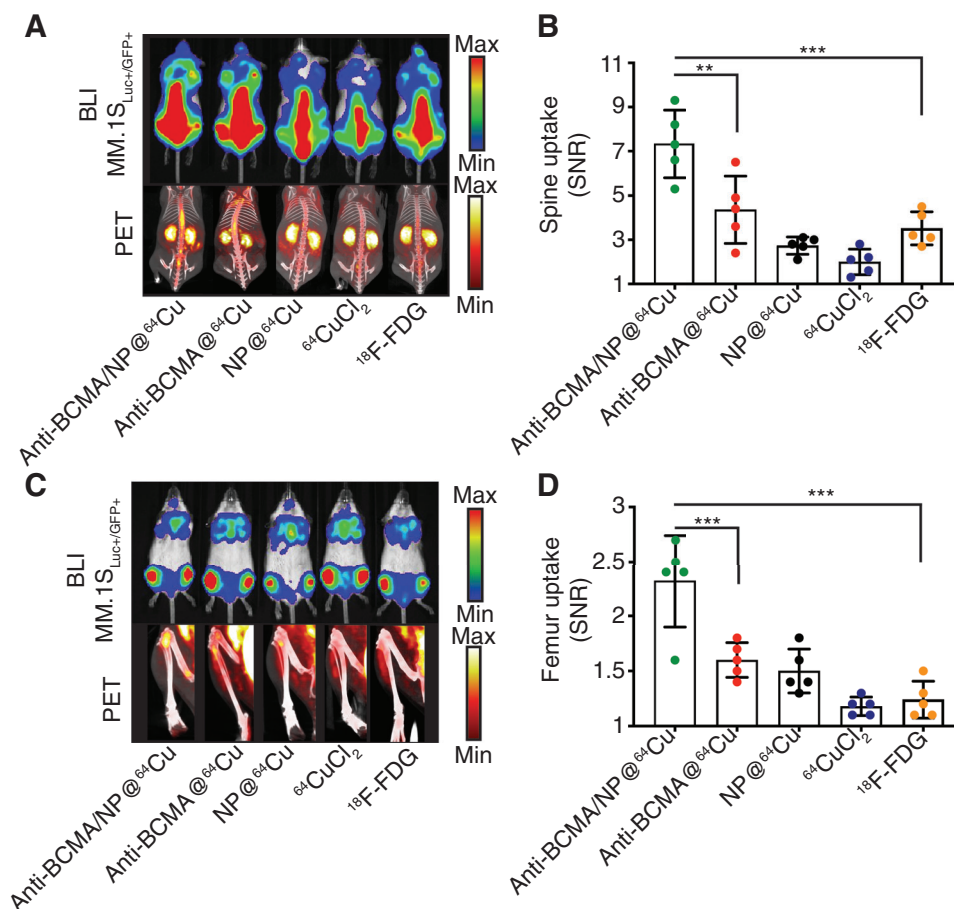 A
BLI
MM.1S Luc+/GFP+
PET
Max
Min
Max
Min
Anti-BCMA/NP@⁶⁴Cu
Anti-BCMA@⁶⁴Cu
NP@⁶⁴Cu
⁶⁴CuCl₂
¹⁸F-FDG
B
Spine uptake
(SNR)
11
9
7
5
3
1
**
***
Anti-BCMA/NP@⁶⁴Cu
Anti-BCMA@⁶⁴Cu
NP@⁶⁴Cu
⁶⁴CuCl₂
¹⁸F-FDG
C
BLI
MM.1S Luc+/GFP+
PET
Max
Min
Max
Min
Anti-BCMA/NP@⁶⁴Cu
Anti-BCMA@⁶⁴Cu
NP@⁶⁴Cu
⁶⁴CuCl₂
¹⁸F-FDG
D
Femur uptake
(SNR)
3
2.5
2
1.5
1
***
***
Anti-BCMA/NP@⁶⁴Cu
Anti-BCMA@⁶⁴Cu
NP@⁶⁴Cu
⁶⁴CuCl₂
¹⁸F-FDG